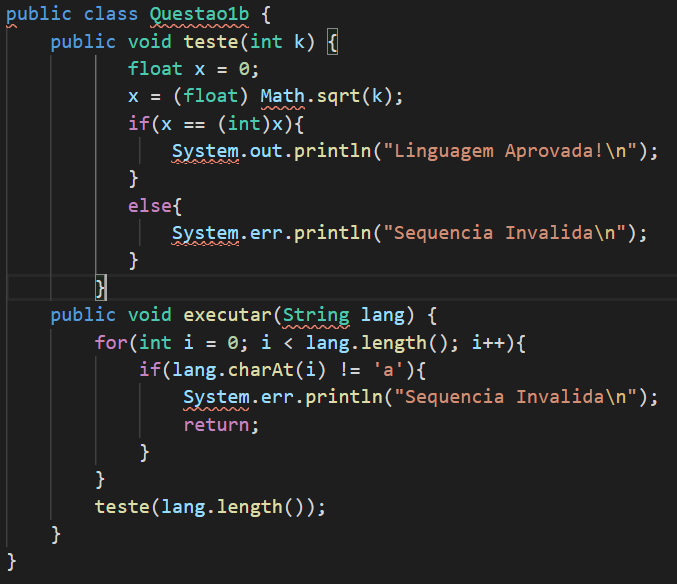 public class Questao1b {
    public void teste(int k) {
           float x = 0;
           x = (float) Math.sqrt(k);
           if(x == (int)x){
               System.out.println("Linguagem Aprovada!\n");
           }
           else{
               System.err.println("Sequencia Invalida\n");
           }
        }
    public void executar(String lang) {
        for(int i = 0; i < lang.length(); i++){
            if(lang.charAt(i) != 'a'){
                System.err.println("Sequencia Invalida\n");
                return;
            }
        }
        teste(lang.length());
    }
}